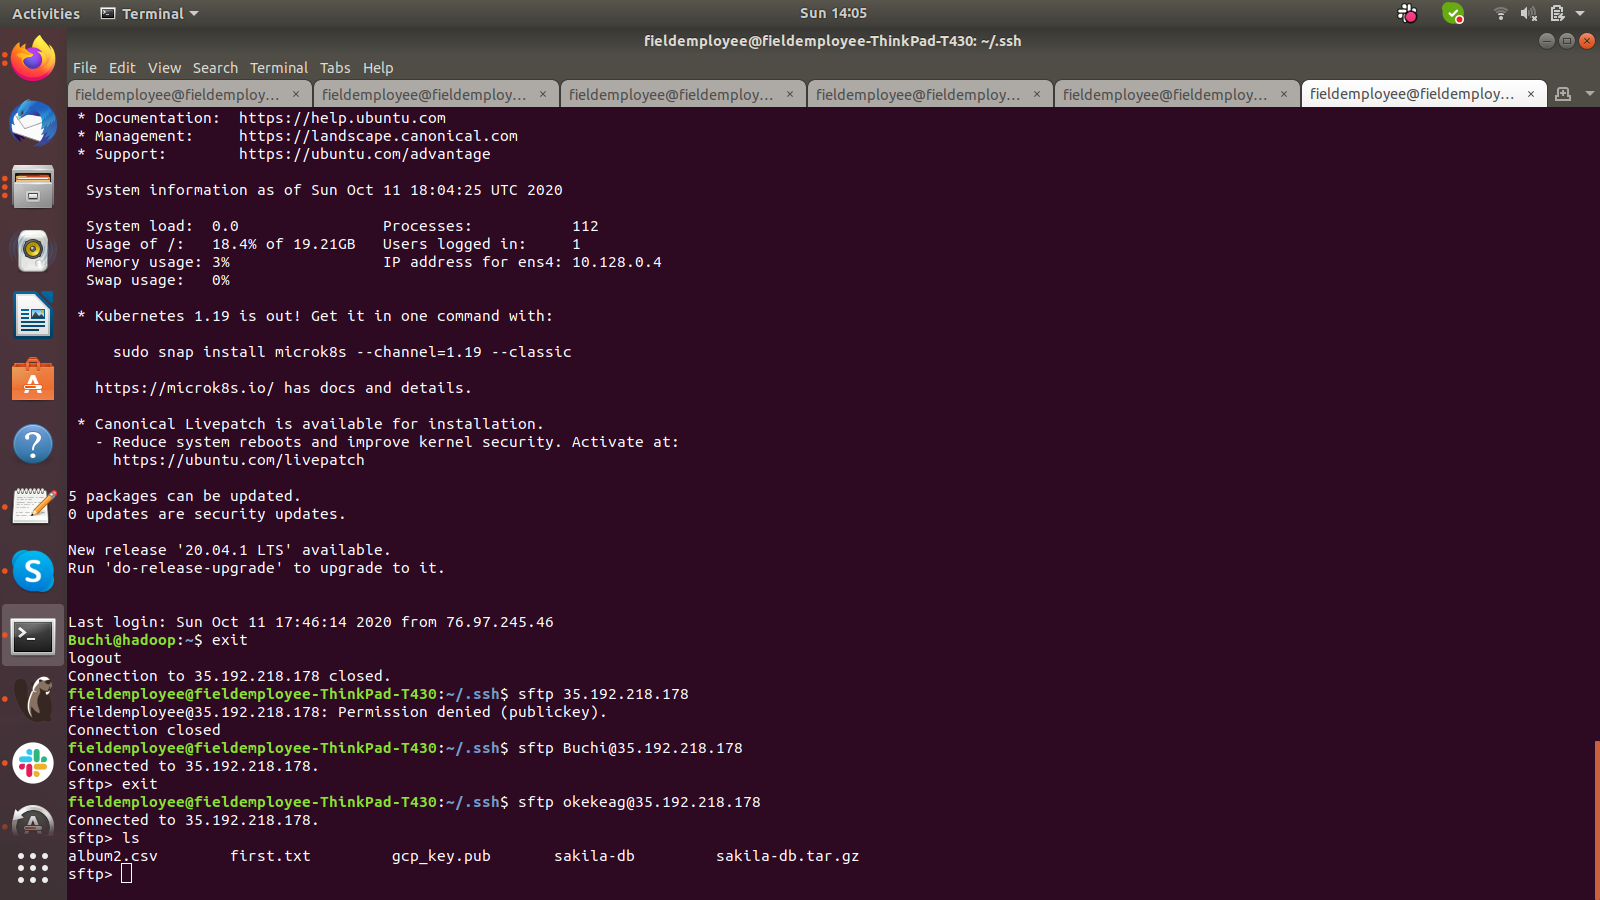 Activities Terminal Sun 14:05
fieldemployee@fieldemployee-ThinkPad-T430: ~/.ssh
File Edit View Search Terminal Tabs Help
fieldemployee@fieldemploy... × fieldemployee@fieldemploy... × fieldemployee@fieldemploy... × fieldemployee@fieldemploy... × fieldemployee@fieldemploy... × fieldemployee@fieldemploy... ×
* Documentation: https://help.ubuntu.com
* Management: https://landscape.canonical.com
* Support: https://ubuntu.com/advantage
System information as of Sun Oct 11 18:04:25 UTC 2020
System load: 0.0 Processes: 112
Usage of /: 18.4% of 19.21GB Users logged in: 1
Memory usage: 3% IP address for ens4: 10.128.0.4
Swap usage: 0%
* Kubernetes 1.19 is out! Get it in one command with:
sudo snap install microk8s --channel=1.19 --classic
https://microk8s.io/ has docs and details.
* Canonical Livepatch is available for installation.
- Reduce system reboots and improve kernel security. Activate at:
https://ubuntu.com/livepatch
5 packages can be updated.
0 updates are security updates.
New release '20.04.1 LTS' available.
Run 'do-release-upgrade' to upgrade to it.
Last login: Sun Oct 11 17:46:14 2020 from 76.97.245.46
Buchi@hadoop:~$ exit
logout
Connection to 35.192.218.178 closed.
fieldemployee@fieldemployee-ThinkPad-T430:~/.ssh$ sftp 35.192.218.178
fieldemployee@35.192.218.178: Permission denied (publickey).
Connection closed
fieldemployee@fieldemployee-ThinkPad-T430:~/.ssh$ sftp Buchi@35.192.218.178
Connected to 35.192.218.178.
sftp> exit
fieldemployee@fieldemployee-ThinkPad-T430:~/.ssh$ sftp okekeag@35.192.218.178
Connected to 35.192.218.178.
sftp> ls
album2.csv first.txt gcp_key.pub sakila-db sakila-db.tar.gz
sftp>